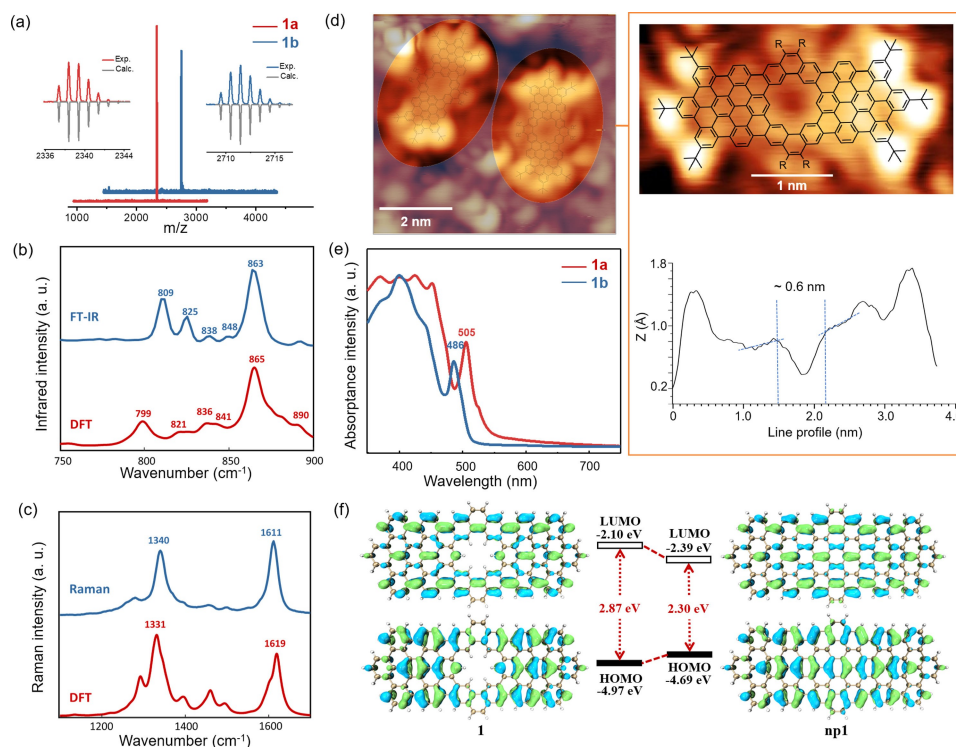 (a)
1a
1b
Exp.
Calc.
2336 2340 2344
Exp.
Calc.
2710 2715
1000 2000 3000 4000
m/z
(b)
FT-IR
809
825
838
848
863
DFT
799
821
836
841
865
890
Infrared intensity (a. u.)
750 800 850 900
Wavenumber (cm⁻¹)
(c)
Raman
1340
1611
DFT
1331
1619
Raman intensity (a. u.)
1200 1400 1600
Wavenumber (cm⁻¹)
(d)
2 nm
R R
R R
1 nm
1.8
1.0
0.2
Z (Å)
~ 0.6 nm
0 1.0 2.0 3.0 4.
Line profile (nm)
(e)
1a
1b
505
486
Absorptance intensity (a. u.)
400 500 600 700
Wavelength (nm)
(f)
LUMO
-2.10 eV
LUMO
-2.39 eV
2.87 eV
2.30 eV
HOMO
-4.97 eV
HOMO
-4.69 eV
1
np1